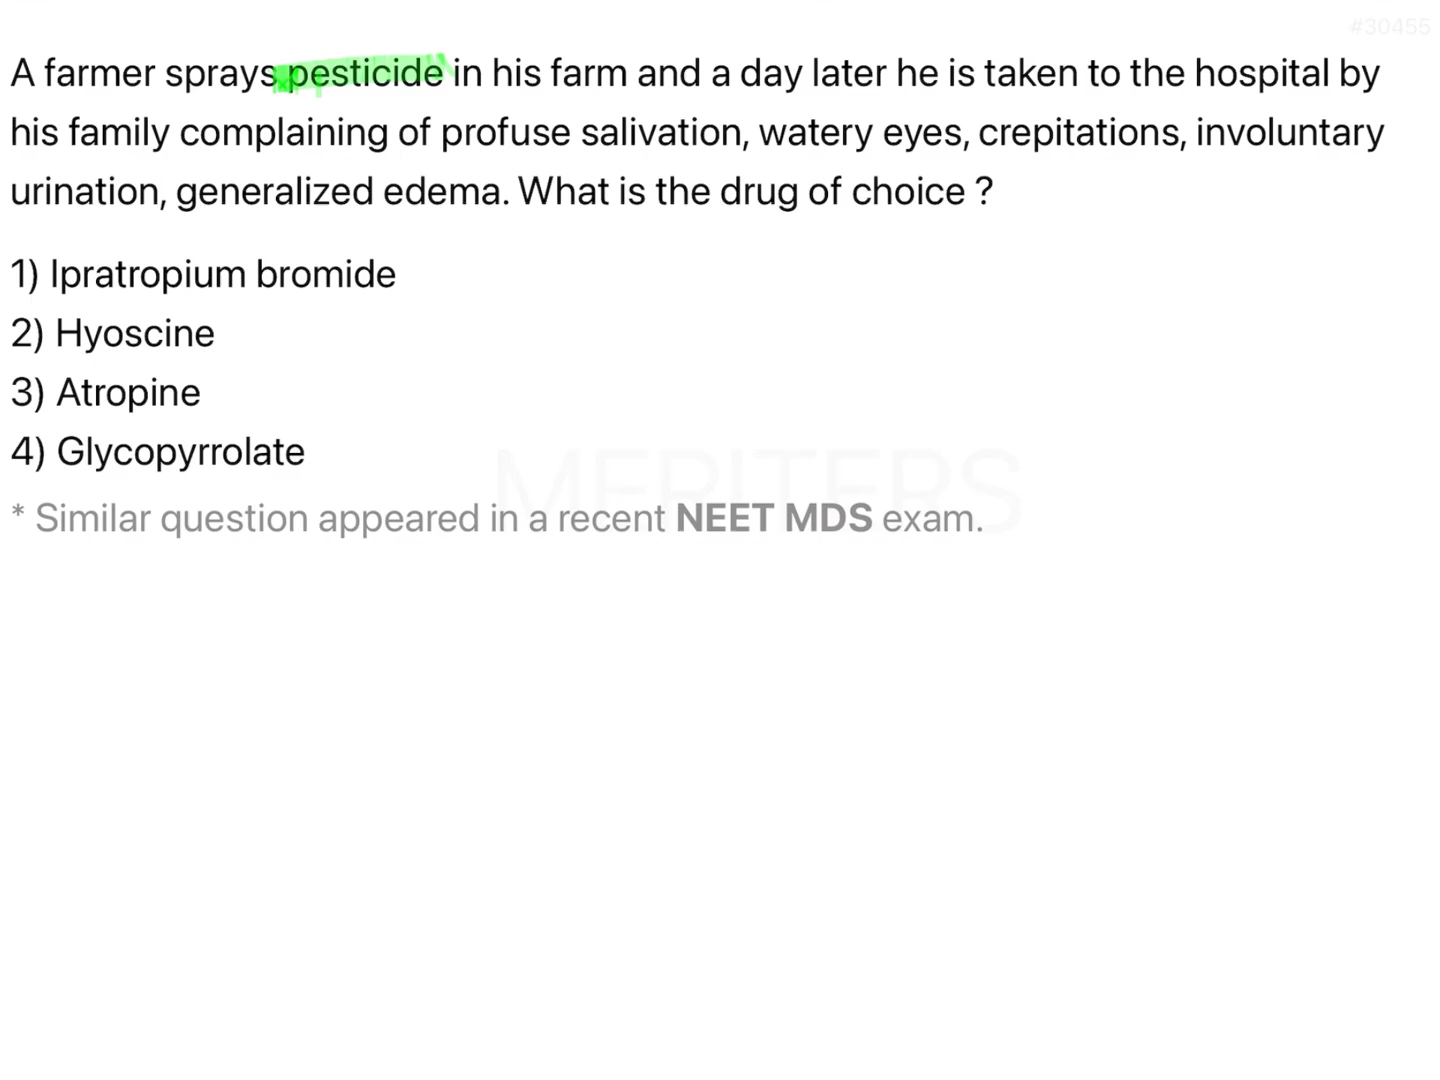 #30455
A farmer sprays pesticide in his farm and a day later he is taken to the hospital by
his family complaining of profuse salivation, watery eyes, crepitations, involuntary
urination, generalized edema. What is the drug of choice ?
1) Ipratropium bromide
2) Hyoscine
3) Atropine
4) Glycopyrrolate
MERITERS
* Similar question appeared in a recent NEET MDS exam.